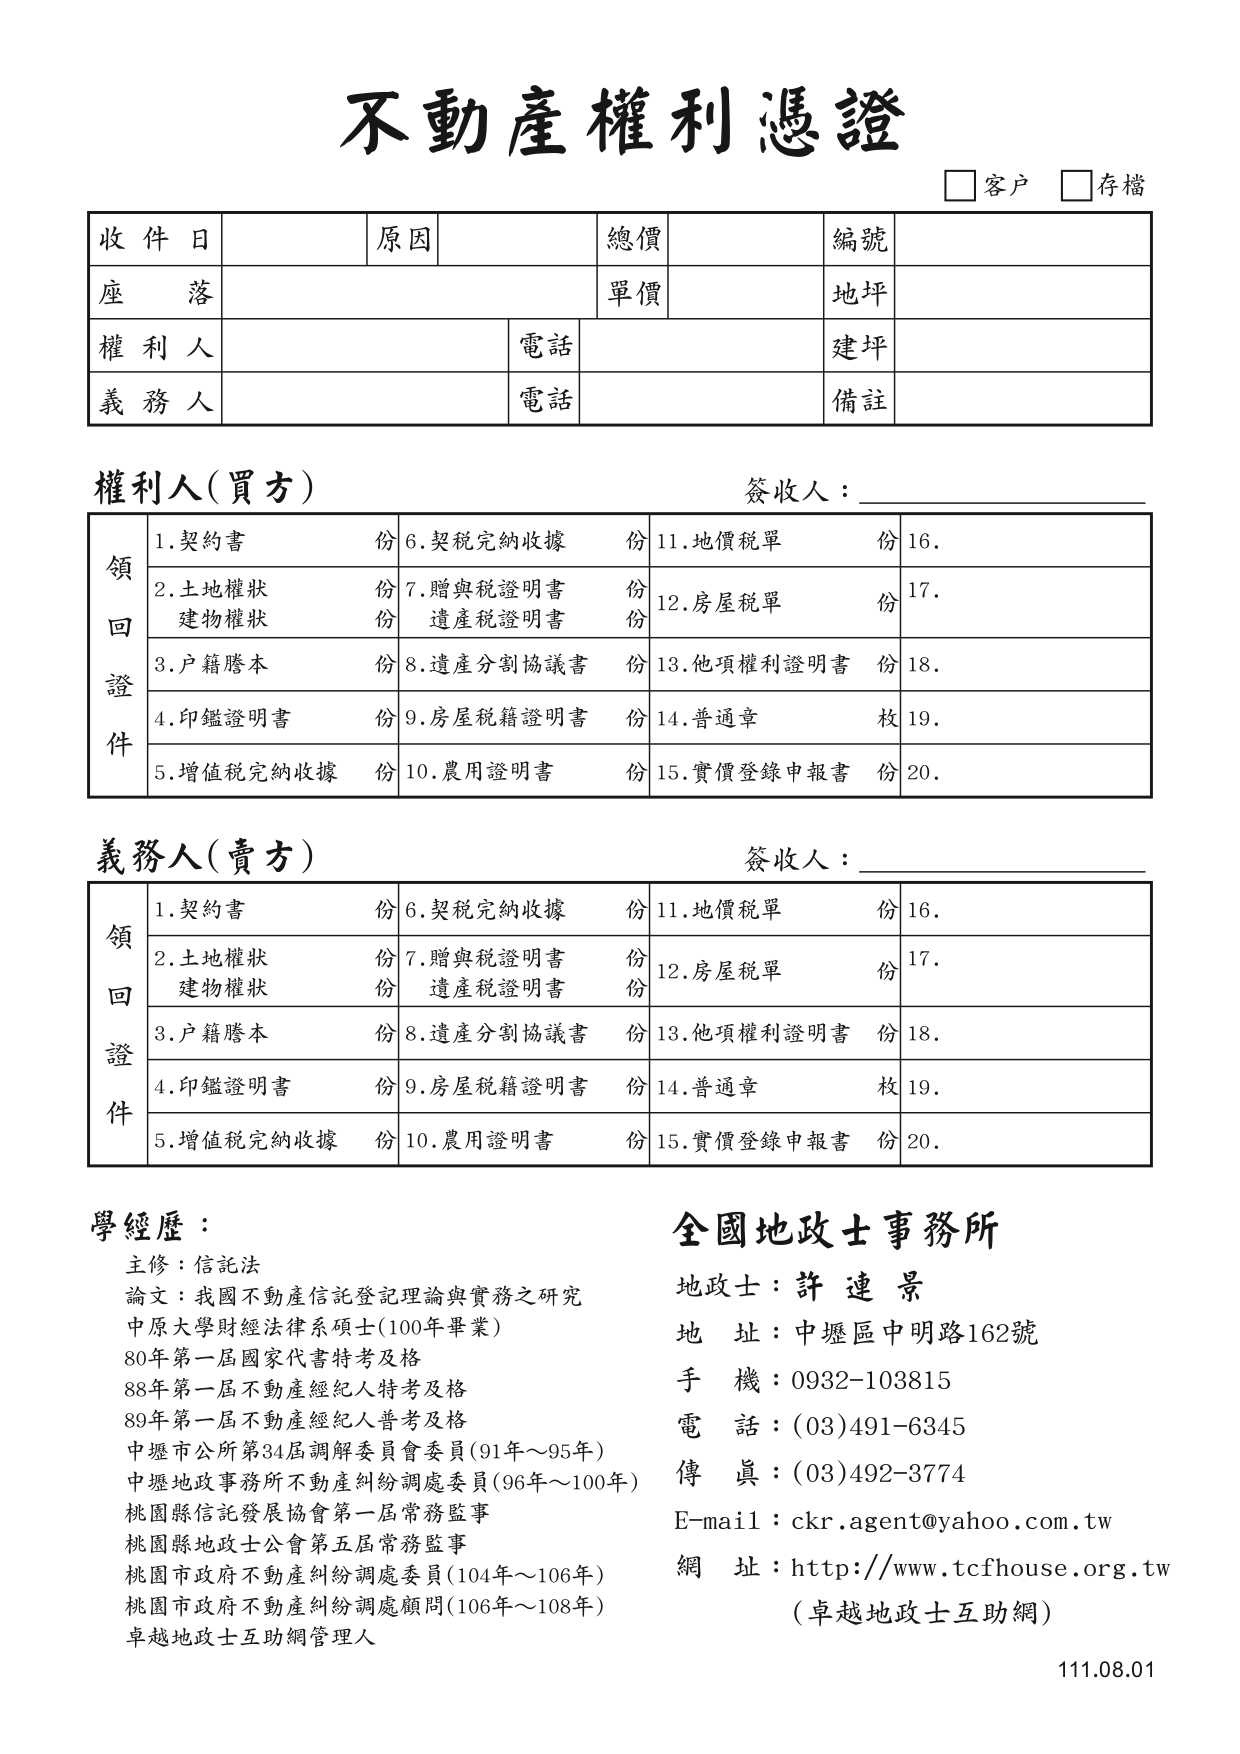 不動產權利憑證
□客户 □存檔
收件日 原因 總價 編號
座落 單價 地坪
權利人 電話 建坪
義務人 電話 備註
權利人(買方) 簽收人：
領回證件
1.契約書 份 6.契税完納收據 份 11.地價税單 份 16.
2.土地權狀 份 7.贈與税證明書 份 12.房屋税單 份 17.
建物權狀 份 遺產税證明書 份
3.户籍謄本 份 8.遺產分割協議書 份 13.他項權利證明書 份 18.
4.印鑑證明書 份 9.房屋税籍證明書 份 14.普通章 枚 19.
5.增值税完納收據 份 10.農用證明書 份 15.實價登錄申報書 份 20.
義務人(賣方) 簽收人：
領回證件
1.契約書 份 6.契税完納收據 份 11.地價税單 份 16.
2.土地權狀 份 7.贈與税證明書 份 12.房屋税單 份 17.
建物權狀 份 遺產税證明書 份
3.户籍謄本 份 8.遺產分割協議書 份 13.他項權利證明書 份 18.
4.印鑑證明書 份 9.房屋税籍證明書 份 14.普通章 枚 19.
5.增值税完納收據 份 10.農用證明書 份 15.實價登錄申報書 份 20.
學經歷：
主修：信託法
論文：我國不動產信託登記理論與實務之研究
中原大學財經法律系碩士(100年畢業)
80年第一屆國家代書特考及格
88年第一屆不動產經紀人特考及格
89年第一屆不動產經紀人普考及格
中壢市公所第34屆調解委員會委員(91年～95年)
中壢地政事務所不動產糾紛調處委員(96年～100年)
桃園縣信託發展協會第一屆常務監事
桃園縣地政士公會第五屆常務監事
桃園市政府不動產糾紛調處委員(104年～106年)
桃園市政府不動產糾紛調處顧問(106年～108年)
卓越地政士互助網管理人
全國地政士事務所
地政士：許連景
地址：中壢區中明路162號
手機：0932-103815
電話：(03)491-6345
傳眞：(03)492-3774
E-mail：ckr.agent@yahoo.com.tw
網址：http://www.tcfhouse.org.tw
(卓越地政士互助網)
111.08.01